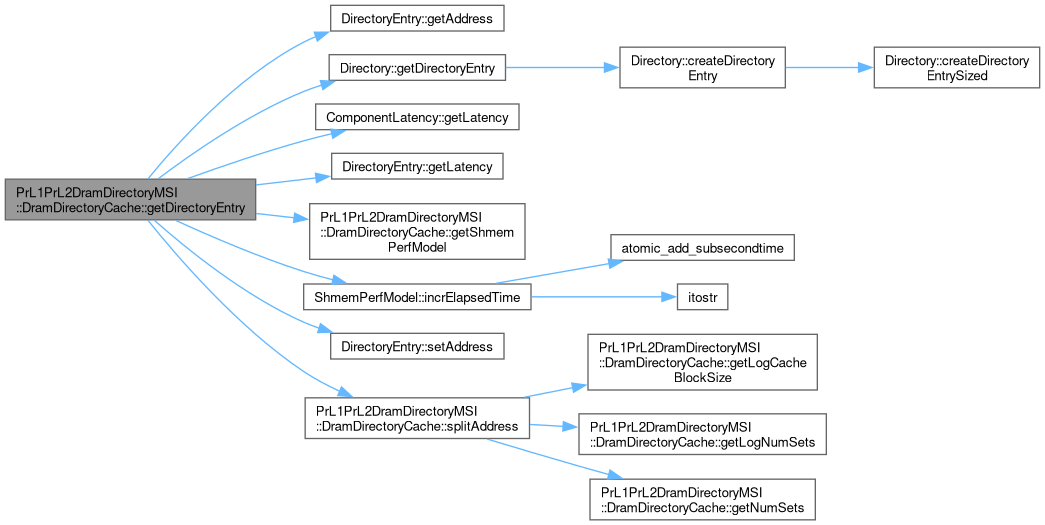 DirectoryEntry::getAddress
Directory::getDirectoryEntry
Directory::createDirectory
Entry
Directory::createDirectory
EntrySized
ComponentLatency::getLatency
DirectoryEntry::getLatency
PrL1PrL2DramDirectoryMSI
::DramDirectoryCache::getDirectoryEntry
PrL1PrL2DramDirectoryMSI
::DramDirectoryCache::getShmem
PerfModel
ShmemPerfModel::incrElapsedTime
atomic_add_subsecondtime
itostr
DirectoryEntry::setAddress
PrL1PrL2DramDirectoryMSI
::DramDirectoryCache::splitAddress
PrL1PrL2DramDirectoryMSI
::DramDirectoryCache::getLogCache
BlockSize
PrL1PrL2DramDirectoryMSI
::DramDirectoryCache::getLogNumSets
PrL1PrL2DramDirectoryMSI
::DramDirectoryCache::getNumSets